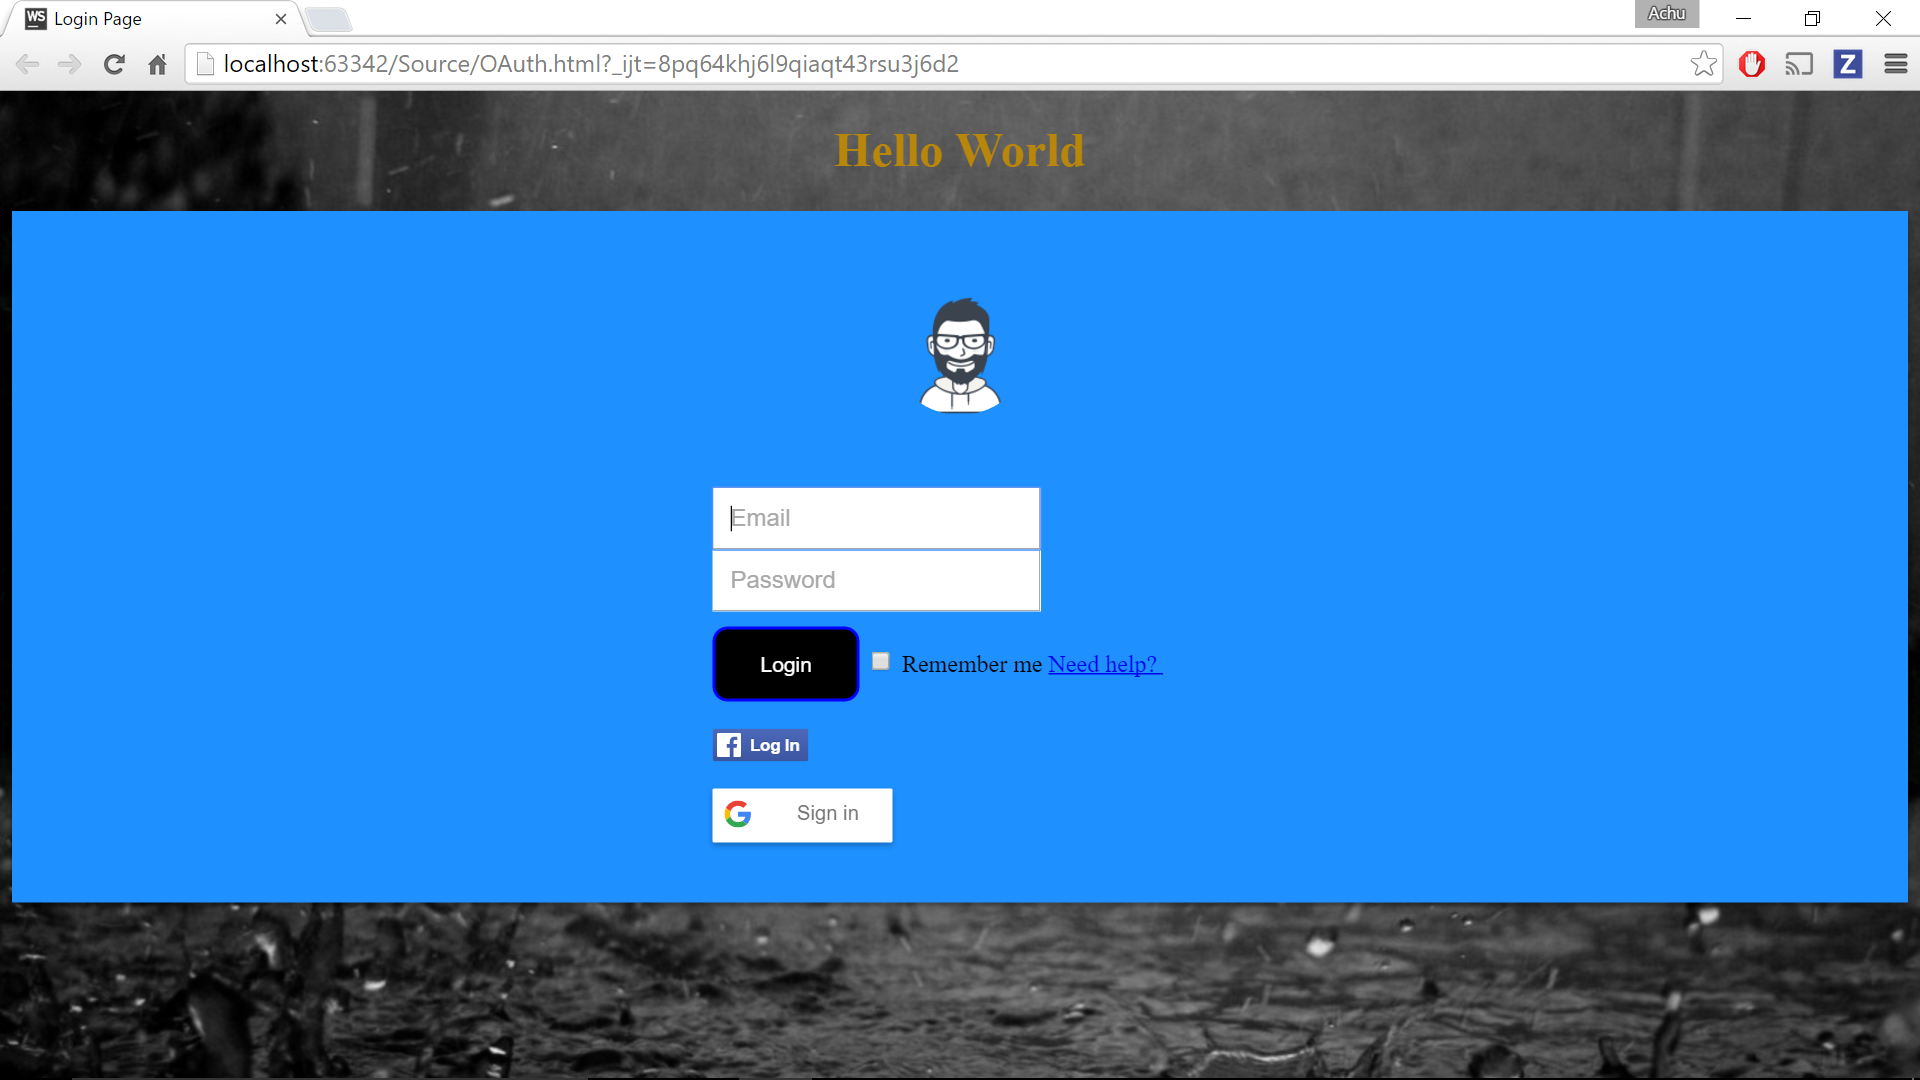 WS Login Page
Achu
localhost:63342/Source/OAuth.html?_ijt=8pq64khj6l9qiaqt43rsu3j6d2
Z
Hello World
Email
Password
Login Remember me Need help?
f Log In
G Sign in